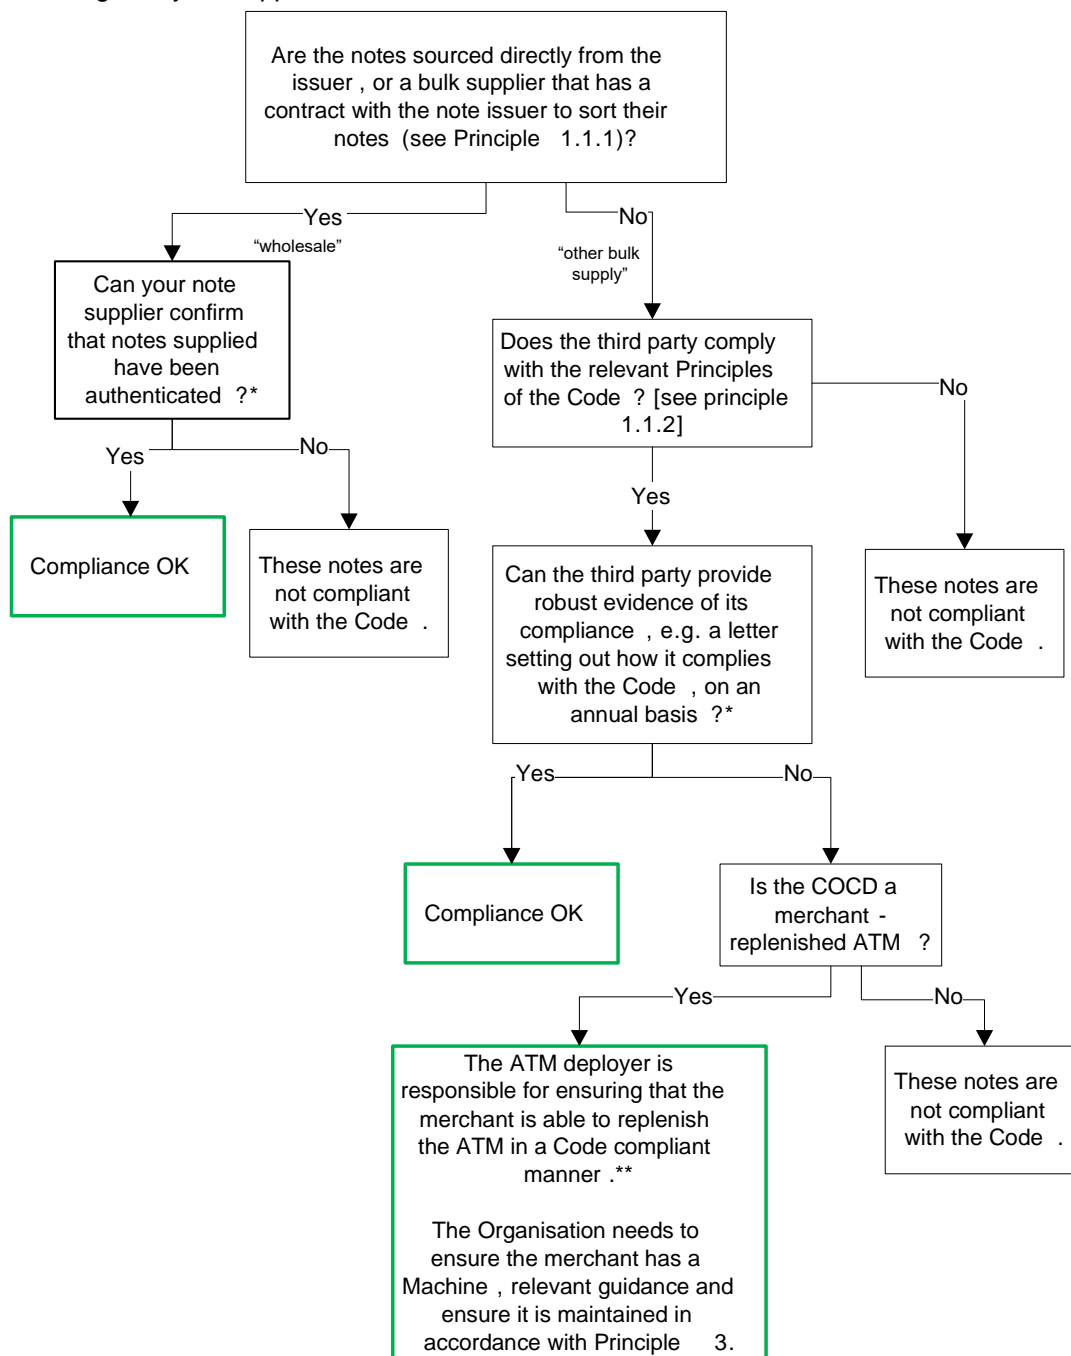 Are the notes sourced directly from the
issuer , or a bulk supplier that has a
contract with the note issuer to sort their
notes (see Principle 1.1.1)?
Yes
No
"wholesale"
"other bulk
supply"
Can your note
supplier confirm
that notes supplied
have been
authenticated ?*
Does the third party comply
with the relevant Principles
of the Code ? [see principle
1.1.2]
No
Yes
No
Yes
Compliance OK
These notes are
not compliant
with the Code .
Can the third party provide
robust evidence of its
compliance , e.g. a letter
setting out how it complies
with the Code , on an
annual basis ?*
These notes are
not compliant
with the Code .
Yes
No
Compliance OK
Is the COCD a
merchant -
replenished ATM ?
Yes
No
The ATM deployer is
responsible for ensuring that the
merchant is able to replenish
the ATM in a Code compliant
manner .**
The Organisation needs to
ensure the merchant has a
Machine , relevant guidance and
ensure it is maintained in
accordance with Principle 3.
These notes are
not compliant
with the Code .